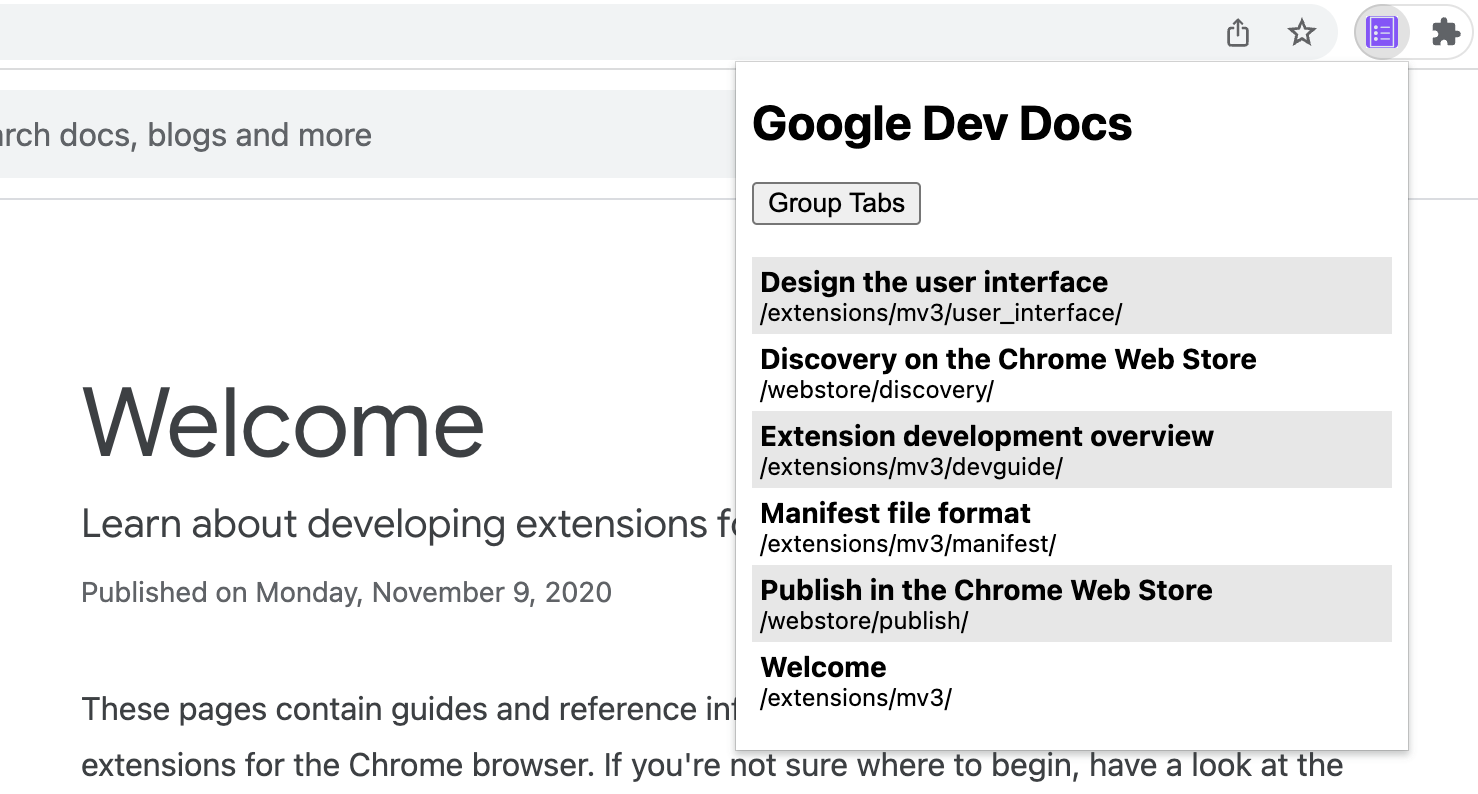 docs, blogs and more
Google Dev Docs
Group Tabs
Design the user interface
/extensions/mv3/user_interface/
Discovery on the Chrome Web Store
/webstore/discovery/
Extension development overview
/extensions/mv3/devguide/
Manifest file format
/extensions/mv3/manifest/
Publish in the Chrome Web Store
/webstore/publish/
Welcome
/extensions/mv3/
Welcome
Learn about developing extensions
Published on Monday, November 9, 2020
These pages contain guides and reference
extensions for the Chrome browser. If you're not sure where to begin, have a look at the